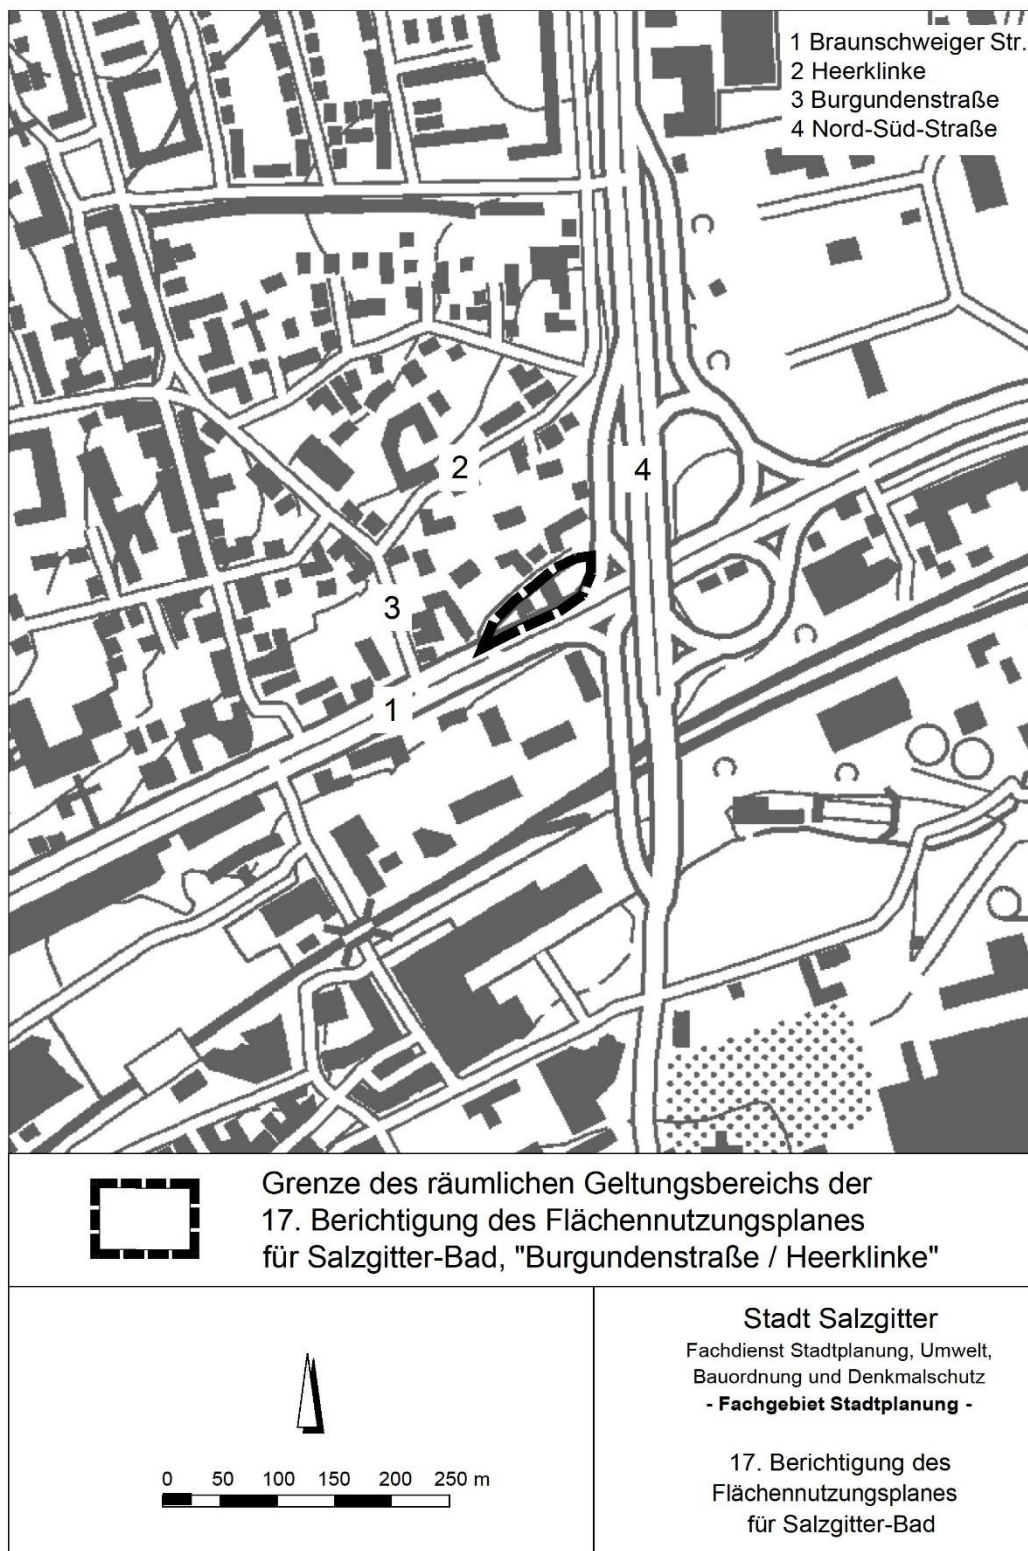 1 Braunschweiger Str.
2 Heerklinke
3 Burgundenstraße
4 Nord-Süd-Straße
2
4
3
1
Grenze des räumlichen Geltungsbereichs der
17. Berichtigung des Flächennutzungsplanes
für Salzgitter-Bad, "Burgundenstraße / Heerklinke"
0 50 100 150 200 250 m
Stadt Salzgitter
Fachdienst Stadtplanung, Umwelt,
Bauordnung und Denkmalschutz
- Fachgebiet Stadtplanung -
17. Berichtigung des
Flächennutzungsplanes
für Salzgitter-Bad